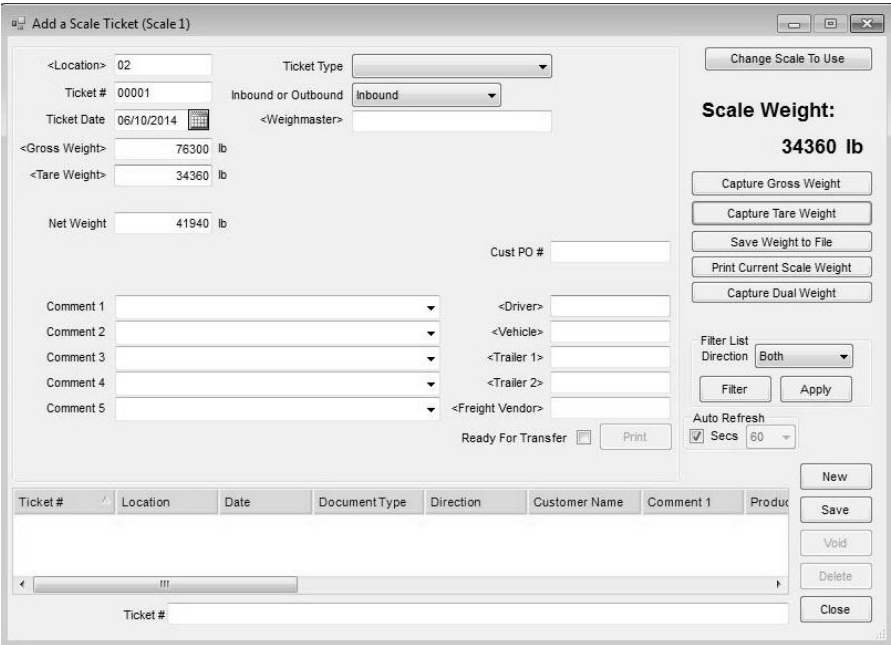 Add a Scale Ticket (Scale 1)
<Location> 02 Ticket Type Change Scale To Use
Ticket # 00001 Inbound or Outbound Inbound
Ticket Date 06/10/2014 <Weighmaster> Scale Weight:
<Gross Weight> 76300 lb 34360 lb
<Tare Weight> 34360 lb Capture Gross Weight
Net Weight 41940 lb Capture Tare Weight
Save Weight to File
Cust PO # Print Current Scale Weight
Capture Dual Weight
Comment 1 <Driver>
Comment 2 <Vehicle> Filter List
Comment 3 <Trailer 1> Direction Both
Comment 4 <Trailer 2> Filter Apply
Comment 5 <Freight Vendor> Auto Refresh
Ready For Transfer Print Secs 60
New
Ticket # Location Date Document Type Direction Customer Name Comment 1 Produc Save
Void
Delete
Ticket # Close